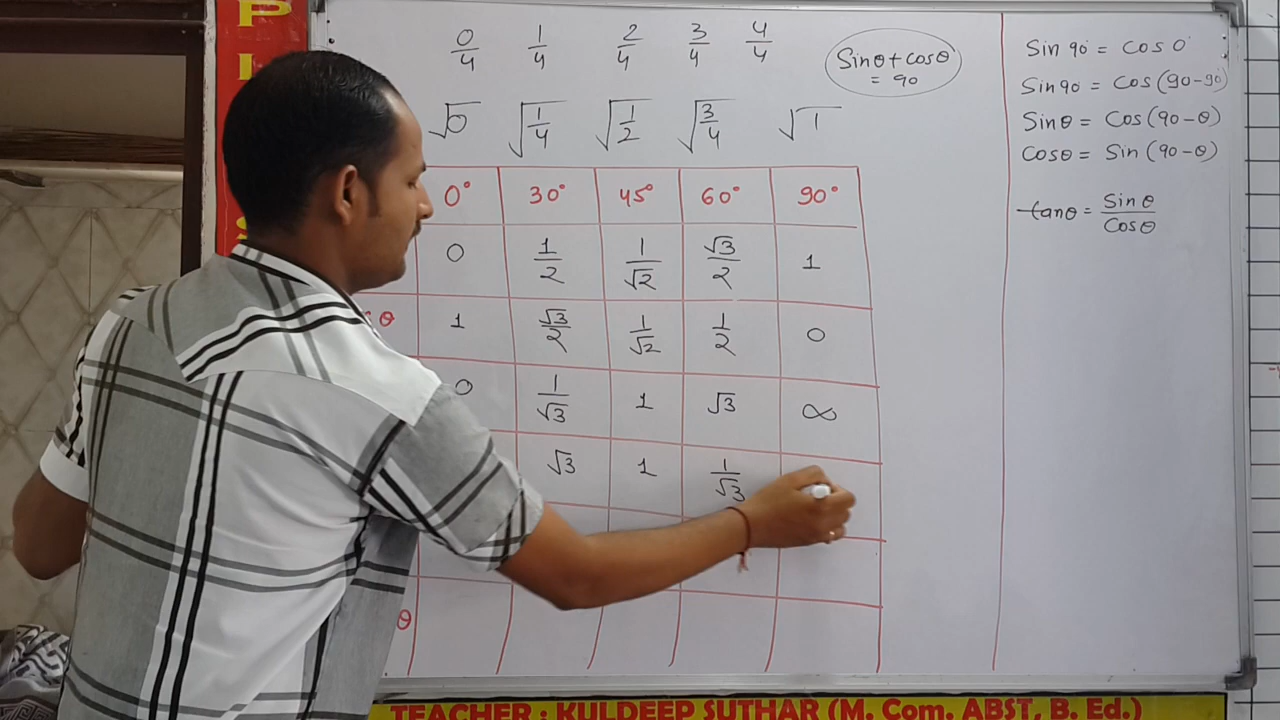 0/4 1/4 2/4 3/4 4/4
√0 √1/4 √1/2 √3/4 √1
0° 30° 45° 60° 90°
0 1/2 1/√2 √3/2 1
θ 1 √3/2 1/√2 1/2 0
0 1/√3 1 √3 ∞
√3 1 1/√3
θ
Sinθ + cosθ
= 90
Sin 90° = Cos 0°
Sin 90 = Cos (90 - 90)
Sinθ = Cos (90 - θ)
Cosθ = Sin (90 - θ)
tanθ = Sinθ/Cosθ
TEACHER : KULDEEP SUTHAR (M. Com. ABST, B. Ed.)